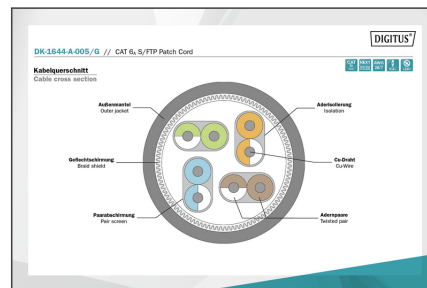 DIGITUS®
DK-1644-A-005/G // CAT 6A S/FTP Patch Cord
Kabelquerschnitt
Cable cross section
Außenmantel
Outer jacket
Aderisolierung
Isolation
Geflechtschirmung
Braid shield
Cu-Draht
Cu-Wire
Paarabschirmung
Pair screen
Adernpaare
Twisted pair